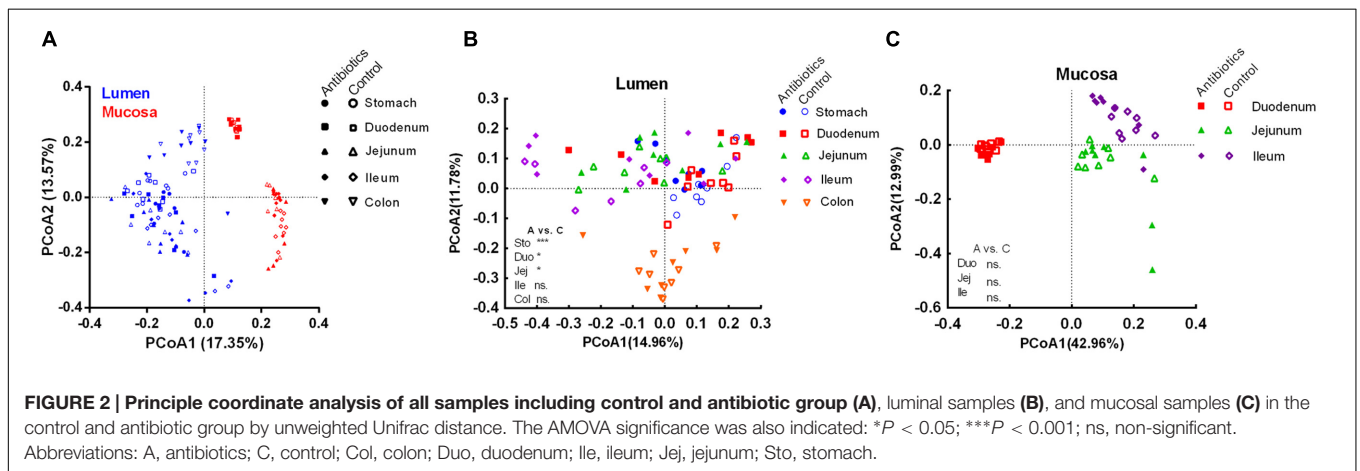 A
Lumen
Mucosa
Antibiotics
Control
Stomach
Duodenum
Jejunum
Ileum
Colon
PCoA2 (13.57%)
0.4
0.2
0.0
-0.2
-0.4
-0.4 -0.2 0.0 0.2 0.4
PCoA1 (17.35%)
B
Lumen
Antibiotics
Control
Stomach
Duodenum
Jejunum
Ileum
Colon
PCoA2(11.78%)
0.3
0.2
0.1
0.0
-0.1
-0.2
-0.3
-0.4
A vs. C
Sto ***
Duo *
Jej *
Ile ns.
Col ns.
-0.5 -0.4 -0.3 -0.2 -0.1 0.0 0.1 0.2 0.3
PCoA1(14.96%)
C
Mucosa
Antibiotics
Control
Duodenum
Jejunum
Ileum
PCoA2(12.99%)
0.2
0.0
-0.2
-0.4
-0.6
A vs. C
Duo ns.
Jej ns.
Ile ns.
-0.4 -0.2 0.0 0.2 0.4
PCoA1(42.96%)
FIGURE 2 | Principle coordinate analysis of all samples including control and antibiotic group (A), luminal samples (B), and mucosal samples (C) in the
control and antibiotic group by unweighted Unifrac distance. The AMOVA significance was also indicated: *P < 0.05; ***P < 0.001; ns, non-significant.
Abbreviations: A, antibiotics; C, control; Col, colon; Duo, duodenum; Ile, ileum; Jej, jejunum; Sto, stomach.